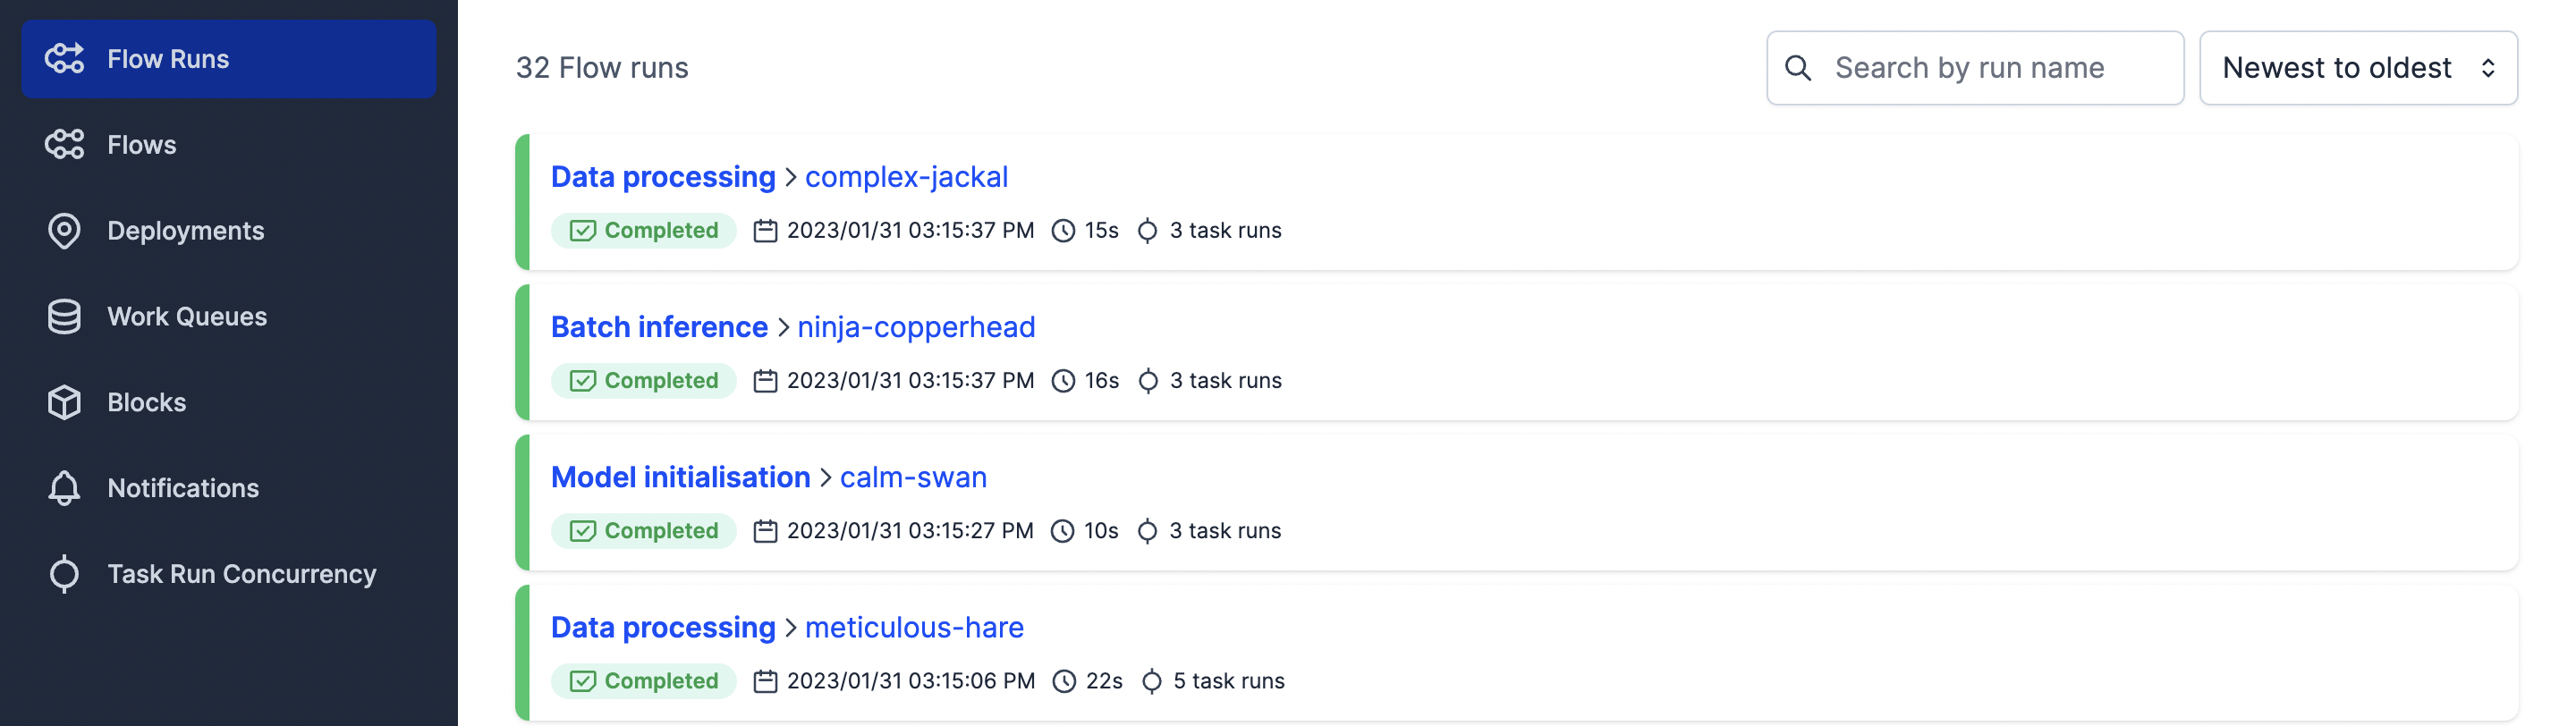 Flow Runs
Flows
Deployments
Work Queues
Blocks
Notifications
Task Run Concurrency
32 Flow runs
Search by run name
Newest to oldest
Data processing > complex-jackal
Completed 2023/01/31 03:15:37 PM 15s 3 task runs
Batch inference > ninja-copperhead
Completed 2023/01/31 03:15:37 PM 16s 3 task runs
Model initialisation > calm-swan
Completed 2023/01/31 03:15:27 PM 10s 3 task runs
Data processing > meticulous-hare
Completed 2023/01/31 03:15:06 PM 22s 5 task runs